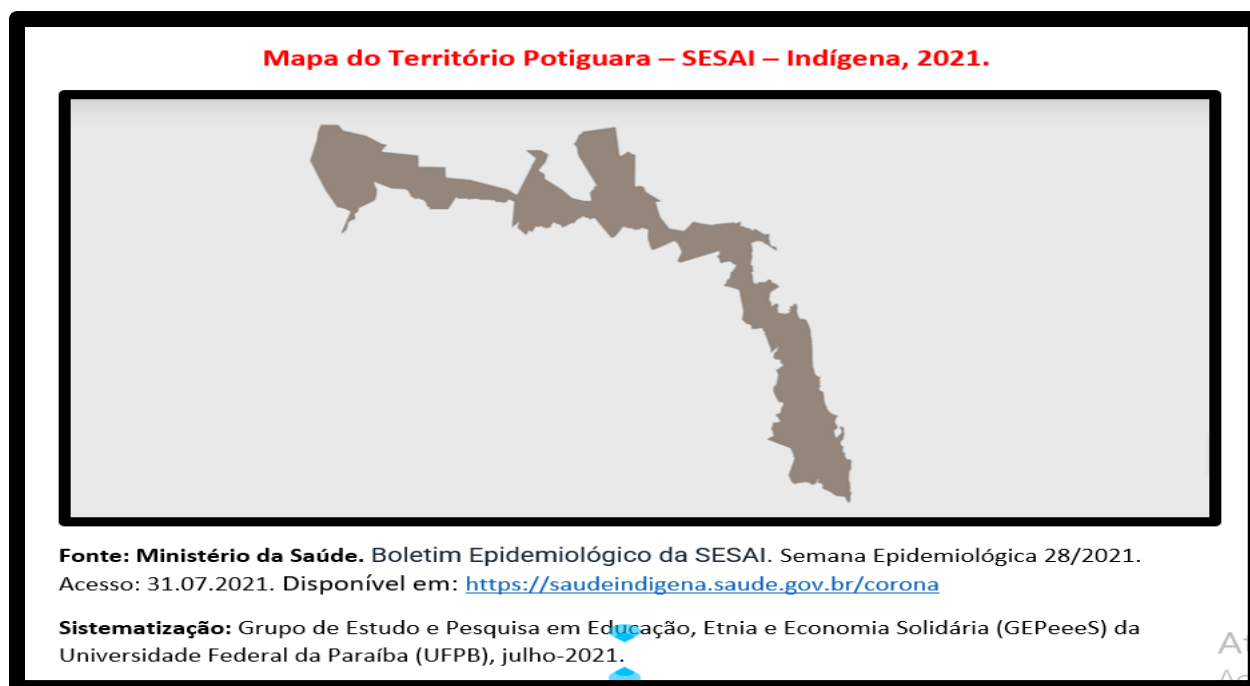 Mapa do Território Potiguara – SESAI – Indígena, 2021.
Fonte: Ministério da Saúde. Boletim Epidemiológico da SESAI. Semana Epidemiológica 28/2021.
Acesso: 31.07.2021. Disponível em: https://saudeindigena.saude.gov.br/corona
Sistematização: Grupo de Estudo e Pesquisa em Educação, Etnia e Economia Solidária (GEPeeeS) da
Universidade Federal da Paraíba (UFPB), julho-2021.